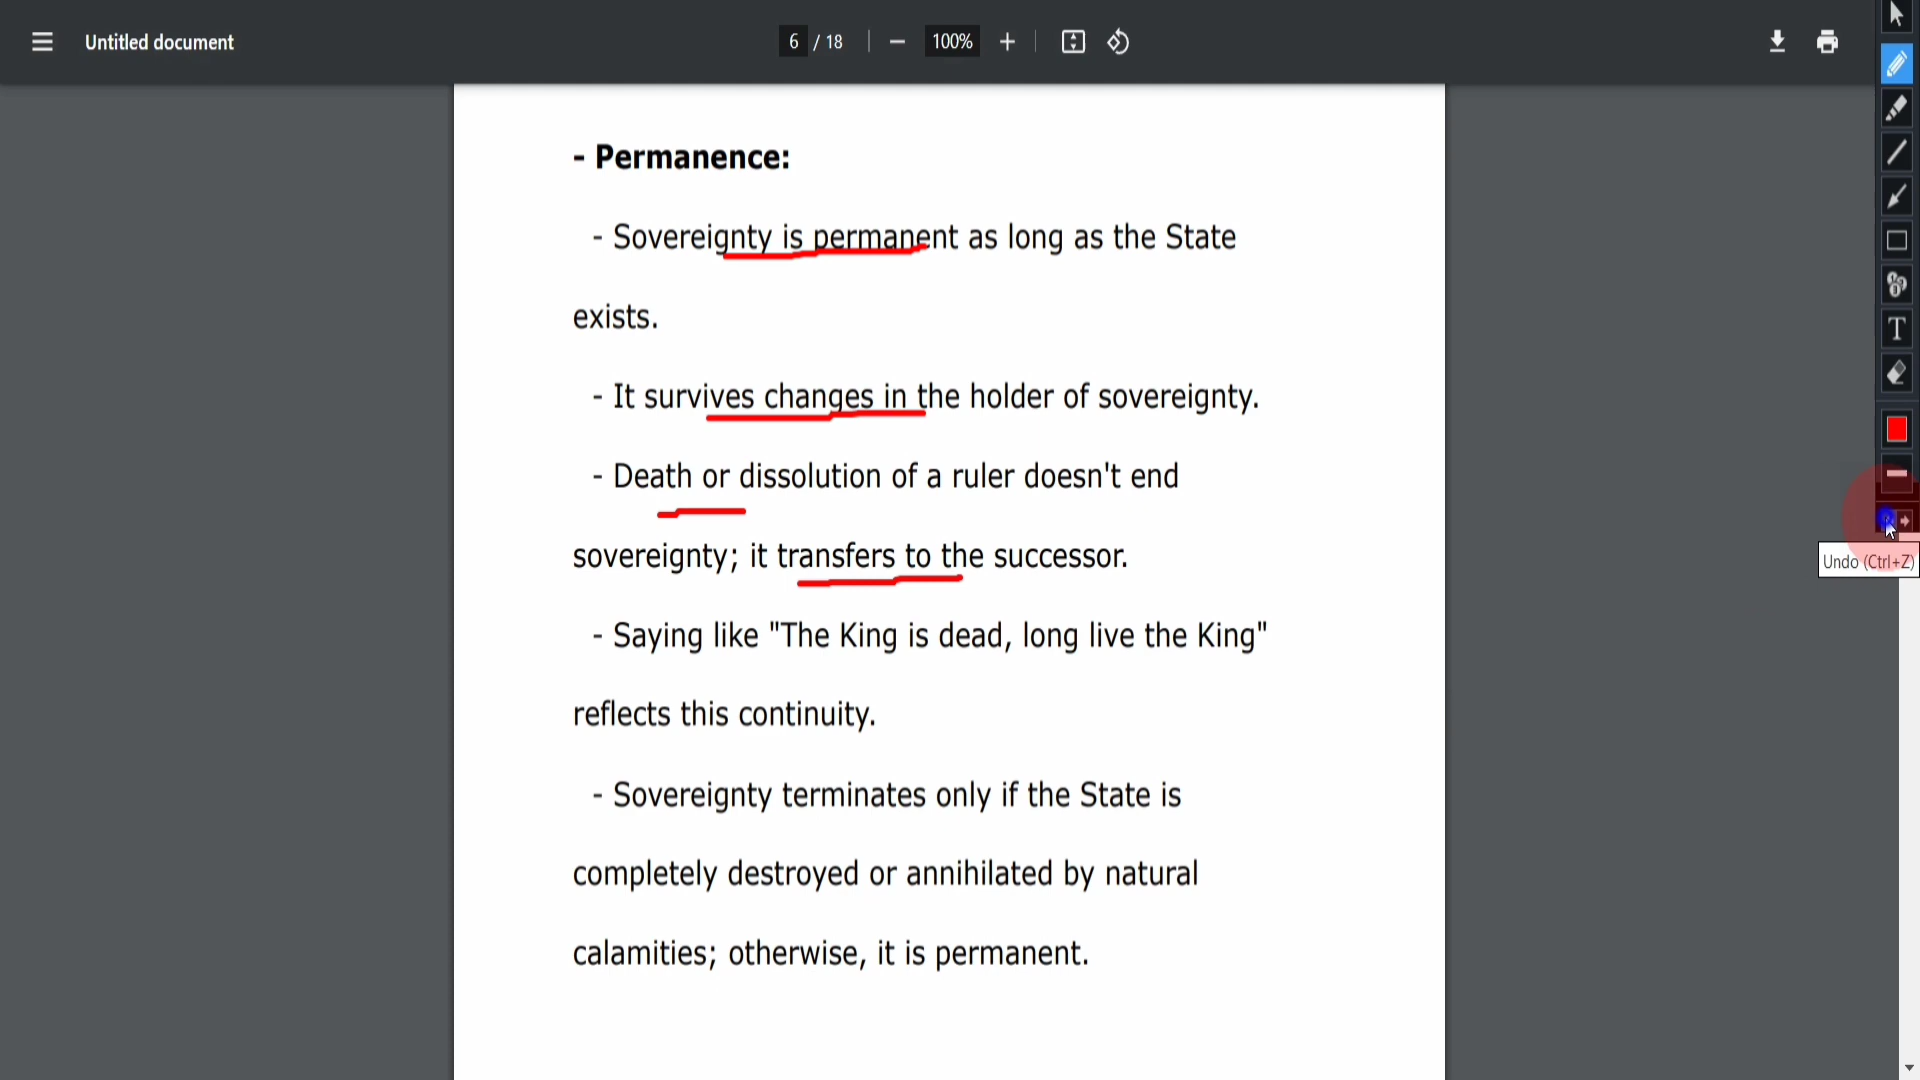 Untitled document
6 / 18
100%
- Permanence:
- Sovereignty is permanent as long as the State
exists.
- It survives changes in the holder of sovereignty.
- Death or dissolution of a ruler doesn't end
sovereignty; it transfers to the successor.
- Saying like "The King is dead, long live the King"
reflects this continuity.
- Sovereignty terminates only if the State is
completely destroyed or annihilated by natural
calamities; otherwise, it is permanent.
T
Undo (Ctrl+Z)